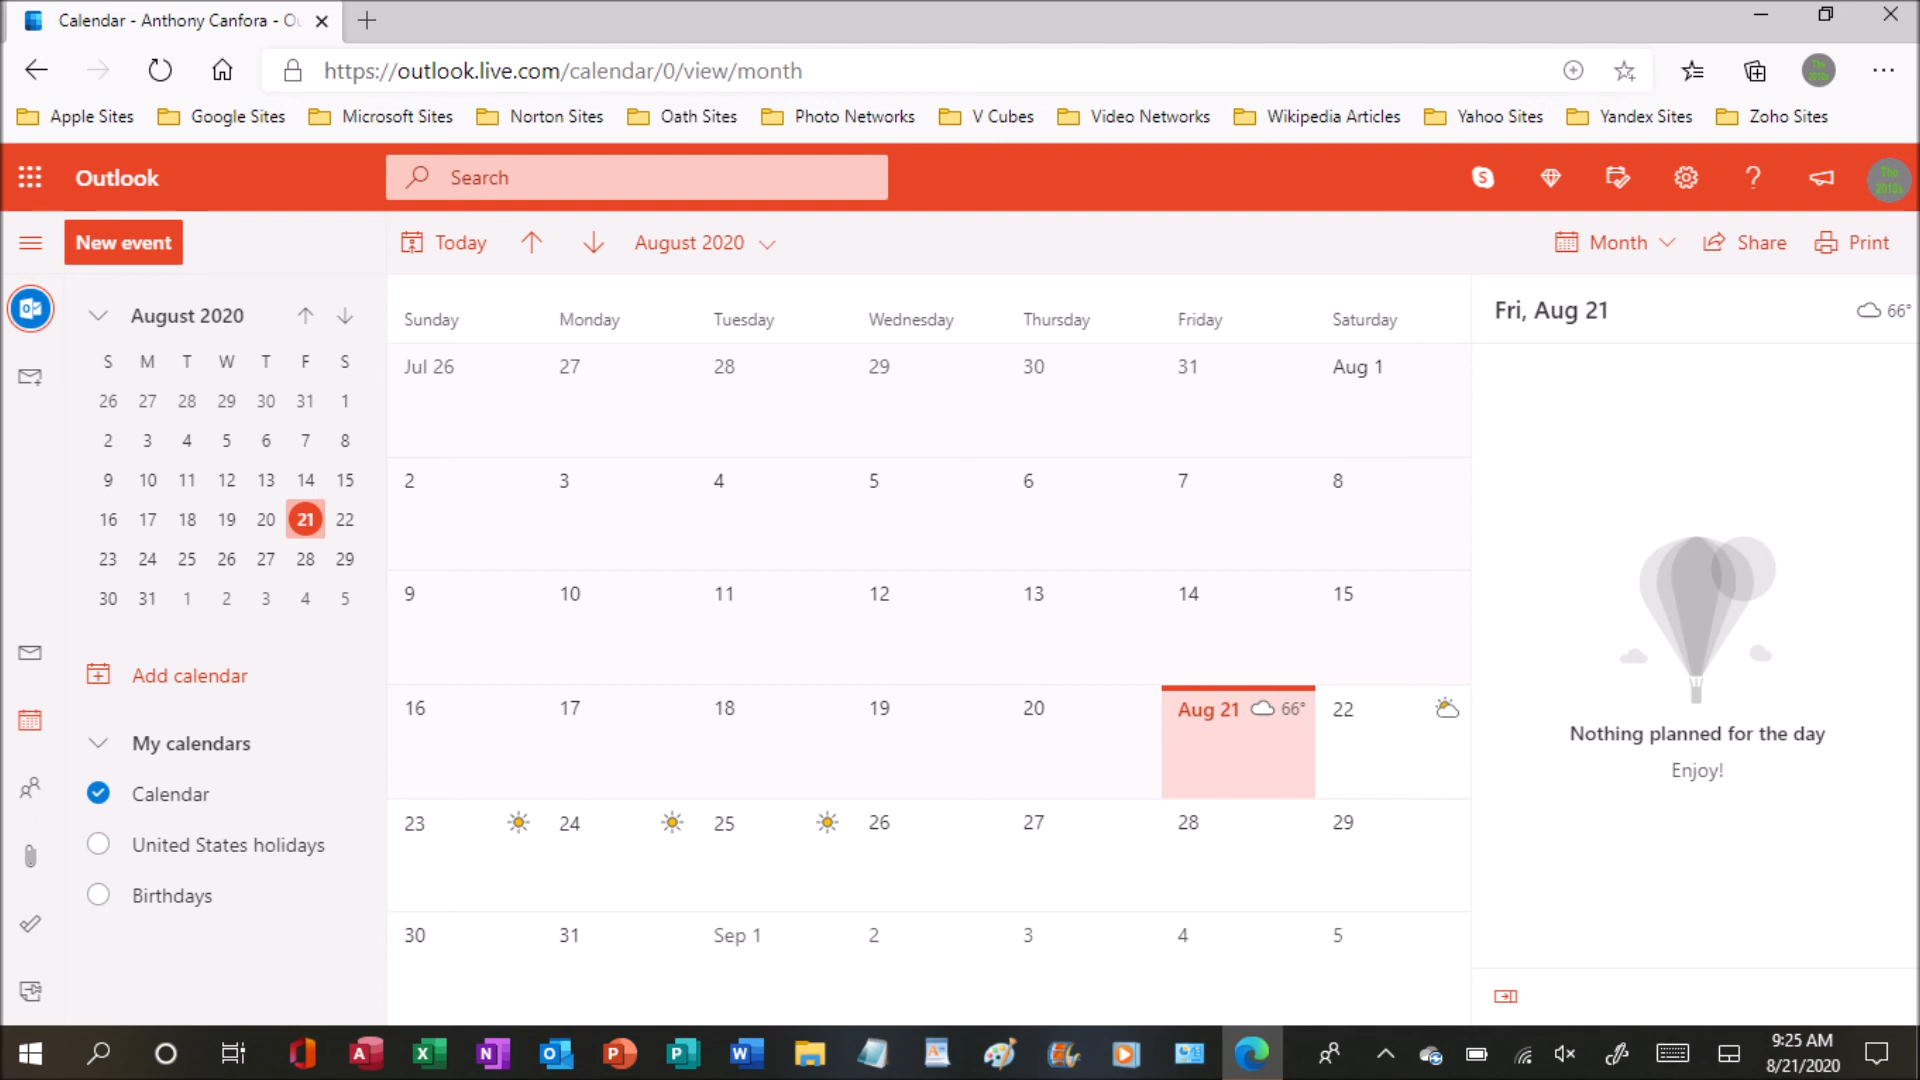 Calendar - Anthony Canfora - Ou
https://outlook.live.com/calendar/0/view/month
Apple Sites Google Sites Microsoft Sites Norton Sites Oath Sites Photo Networks V Cubes Video Networks Wikipedia Articles Yahoo Sites Yandex Sites Zoho Sites
Outlook Search
The 2010s
New event Today August 2020 Month Share Print
August 2020
S M T W T F S
26 27 28 29 30 31 1
2 3 4 5 6 7 8
9 10 11 12 13 14 15
16 17 18 19 20 21 22
23 24 25 26 27 28 29
30 31 1 2 3 4 5
Add calendar
My calendars
Calendar
United States holidays
Birthdays
Sunday Monday Tuesday Wednesday Thursday Friday Saturday
Jul 26 27 28 29 30 31 Aug 1
2 3 4 5 6 7 8
9 10 11 12 13 14 15
16 17 18 19 20 Aug 21 66° 22
23 24 25 26 27 28 29
30 31 Sep 1 2 3 4 5
Fri, Aug 21 66°
Nothing planned for the day
Enjoy!
9:25 AM
8/21/2020